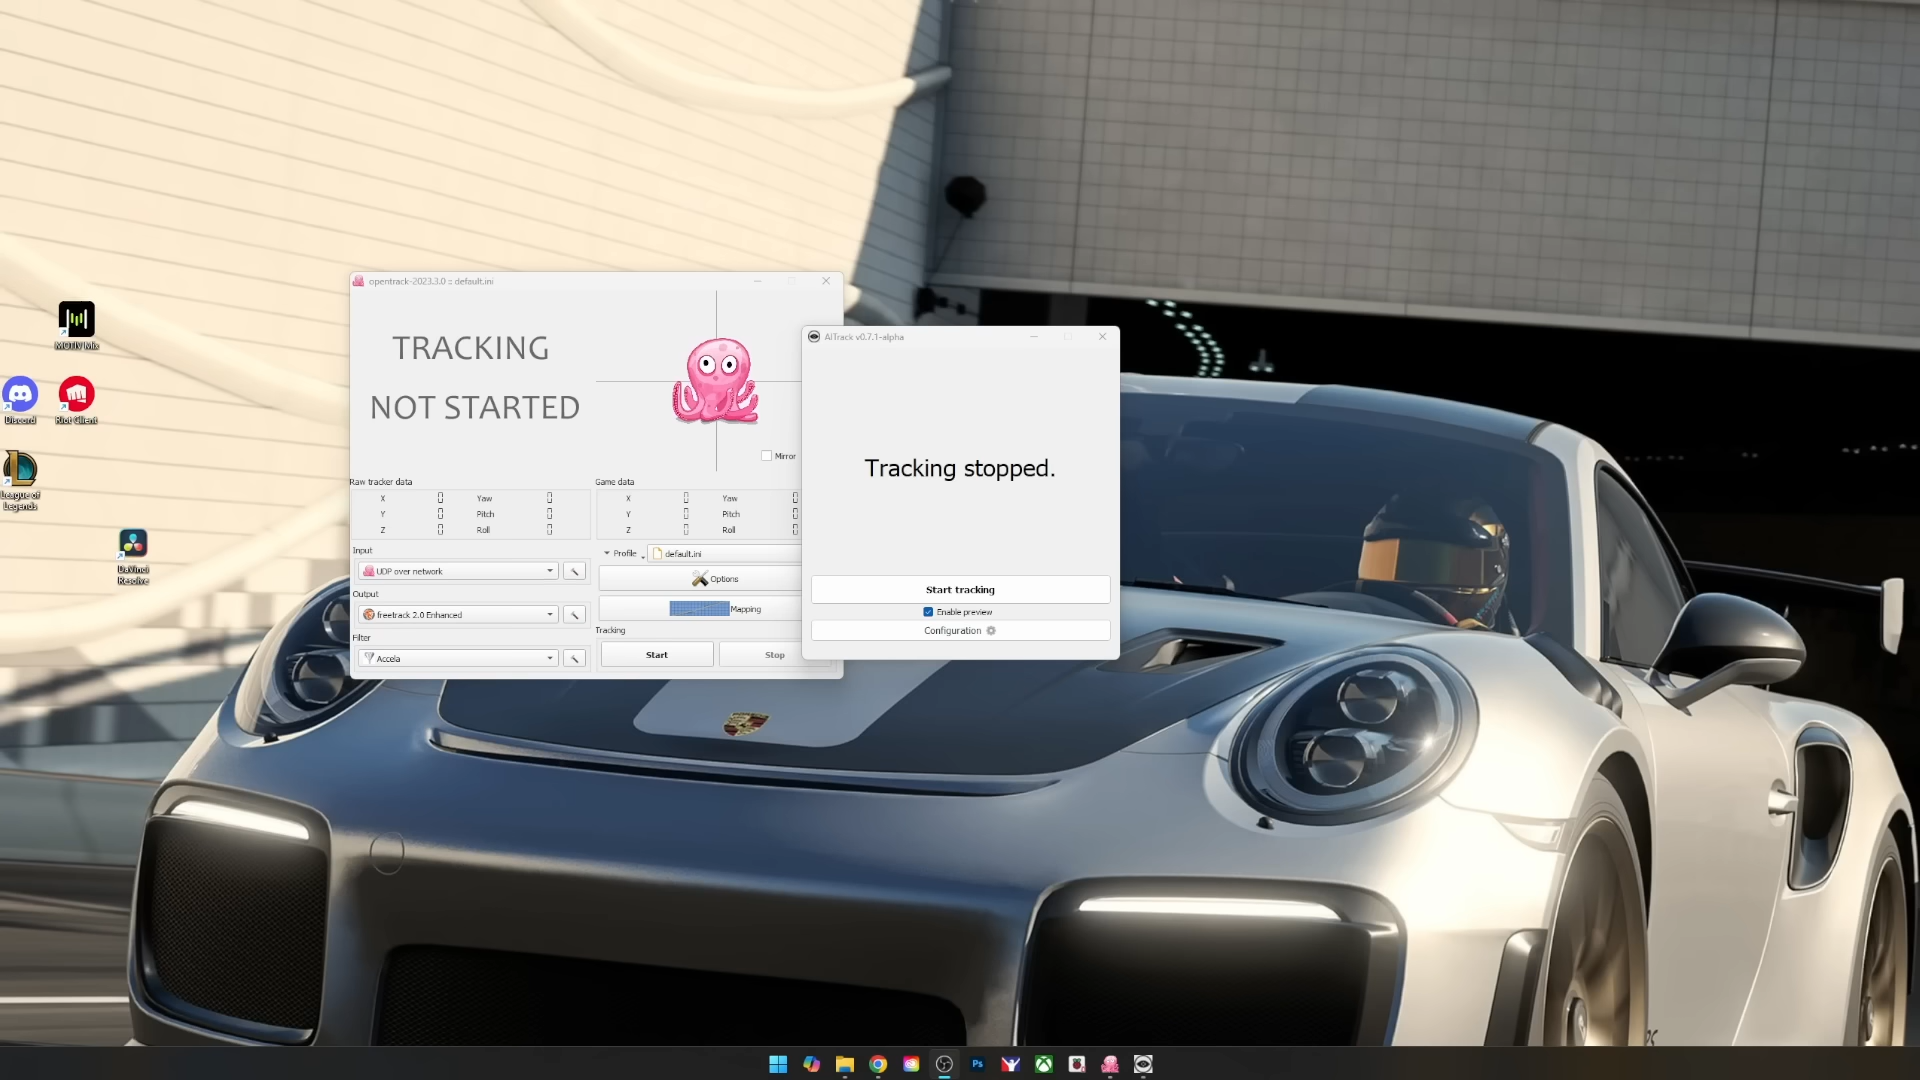 MOTIV Mix
Discord
Riot Client
League of
Legends
DaVinci
Resolve
opentrack-2023.3.0 :: default.ini
TRACKING
NOT STARTED
Mirror
Raw tracker data
X
Yaw
Y
Pitch
Z
Roll
Game data
X
Yaw
Y
Pitch
Z
Roll
Input
UDP over network
Output
freetrack 2.0 Enhanced
Filter
Accela
Profile
default.ini
Options
Mapping
Tracking
Start
Stop
AITrack v0.7.1-alpha
Tracking stopped.
Start tracking
Enable preview
Configuration
Ps